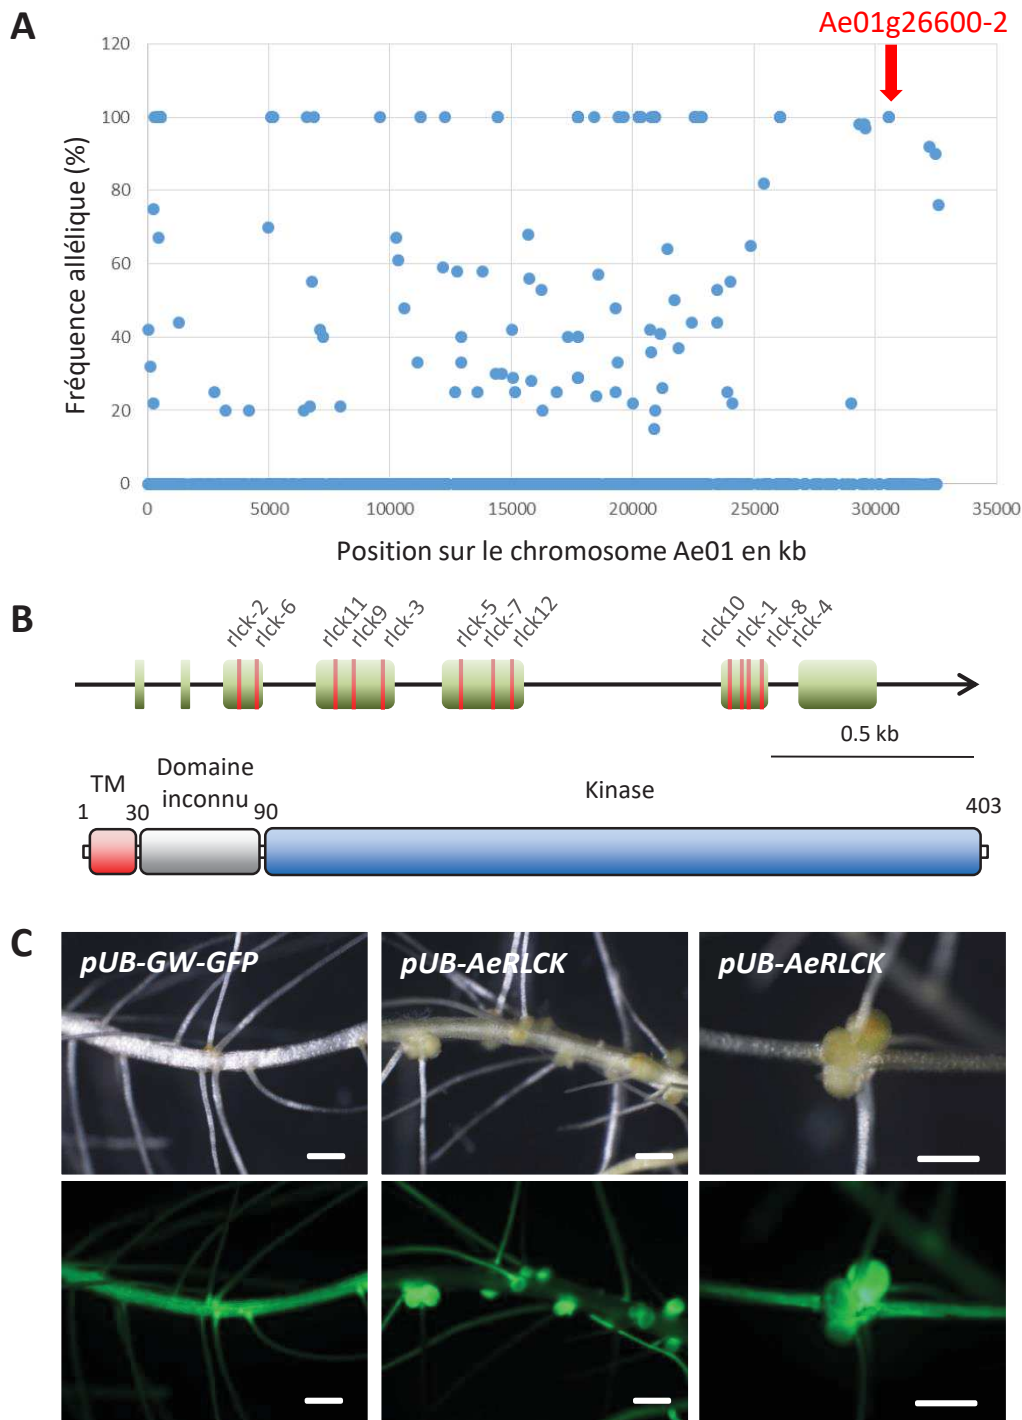 A
Ae01g26600-2
Fréquence allélique (%)
120
100
80
60
40
20
0
0 5000 10000 15000 20000 25000 30000 35000
Position sur le chromosome Ae01 en kb
B
rlck-2 rlck-6 rlck11 rlck9 rlck-3 rlck-5 rlck-7 rlck12 rlck10 rlck-1 rlck-8 rlck-4
0.5 kb
TM
Domaine
inconnu
Kinase
1 30 90 403
C
pUB-GW-GFP pUB-AeRLCK pUB-AeRLCK